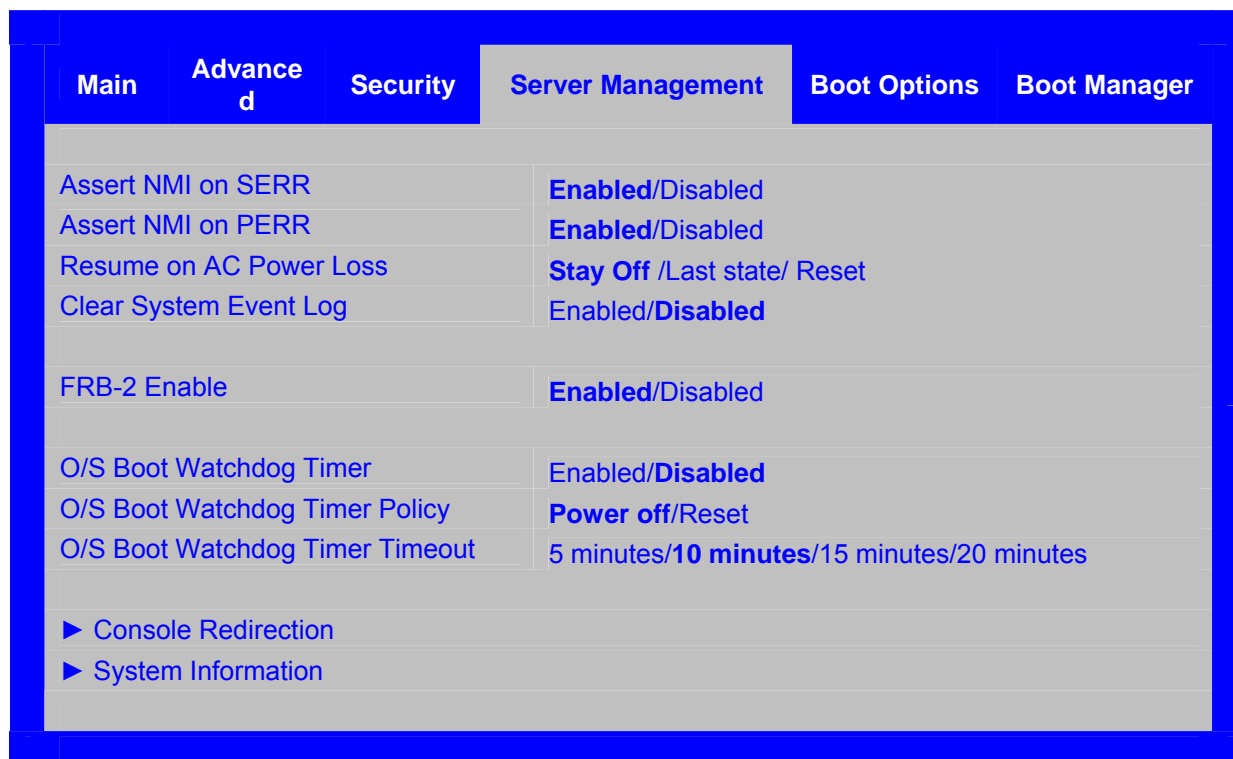 Main Advance
d Security Server Management Boot Options Boot Manager
Assert NMI on SERR Enabled/Disabled
Assert NMI on PERR Enabled/Disabled
Resume on AC Power Loss Stay Off /Last state/ Reset
Clear System Event Log Enabled/Disabled
FRB-2 Enable Enabled/Disabled
O/S Boot Watchdog Timer Enabled/Disabled
O/S Boot Watchdog Timer Policy Power off/Reset
O/S Boot Watchdog Timer Timeout 5 minutes/10 minutes/15 minutes/20 minutes
► Console Redirection
► System Information